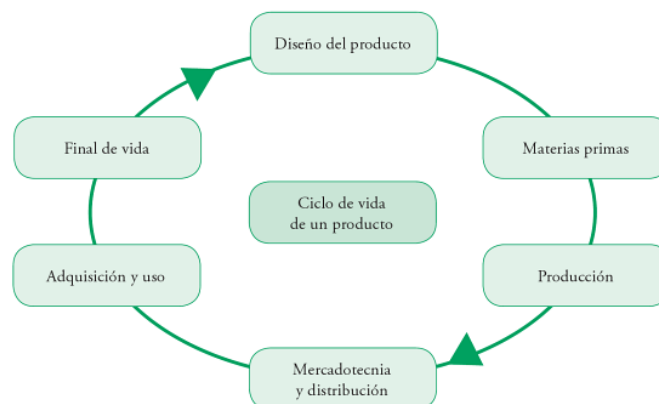 Diseño del producto
Final de vida
Materias primas
Ciclo de vida
de un producto
Adquisición y uso
Producción
Mercadotecnia
y distribución